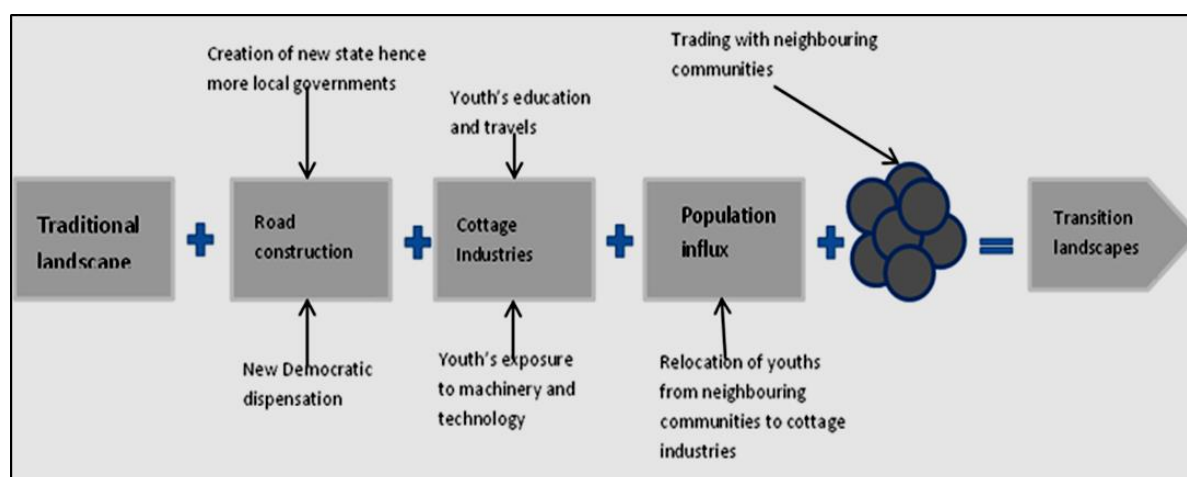 Creation of new state hence
more local governments
Youth's education
and travels
Trading with neighbouring
communities
Traditional
landscape
+
Road
construction
+
Cottage
Industries
+
Population
influx
+
=
Transition
landscapes
New Democratic
dispensation
Youth's exposure
to machinery and
technology
Relocation of youths
from neighbouring
communities to cottage
industries